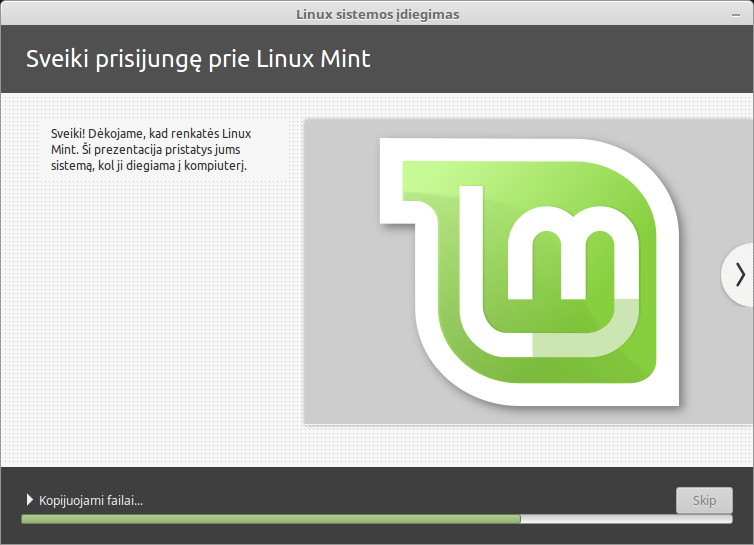 Linux sistemos įdiegimas
Sveiki prisijungę prie Linux Mint
Sveiki! Dėkojame, kad renkatės Linux
Mint. Ši prezentacija pristatys jums
sistemą, kol ji diegiama į kompiuterį.
lm
Kopijuojami failai...
Skip